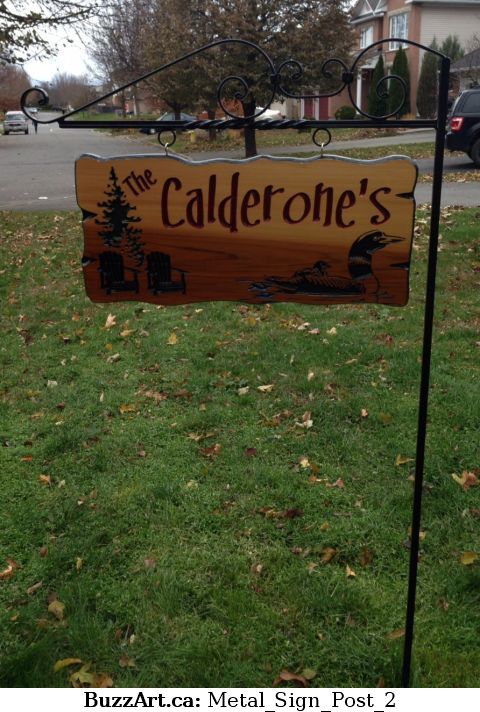 The Calderone's
BuzzArt.ca: Metal_Sign_Post_2